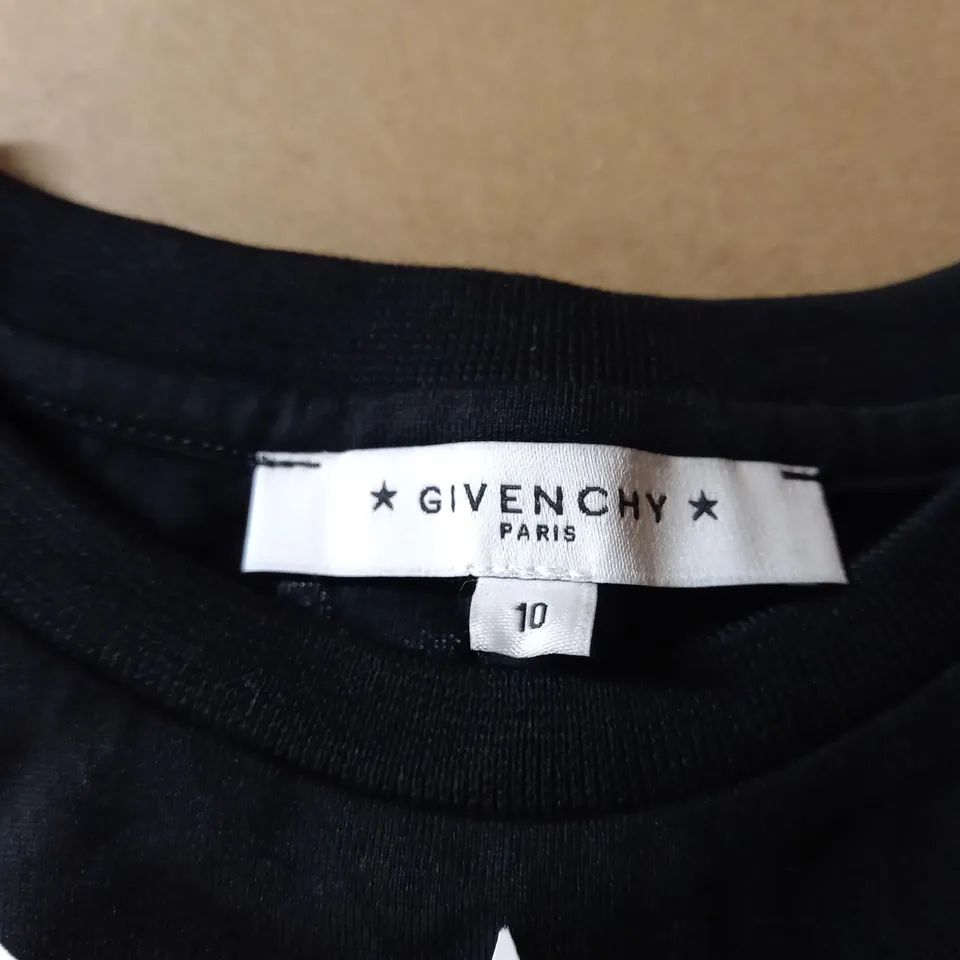 ★ GIVENCHY ★
PARIS
10